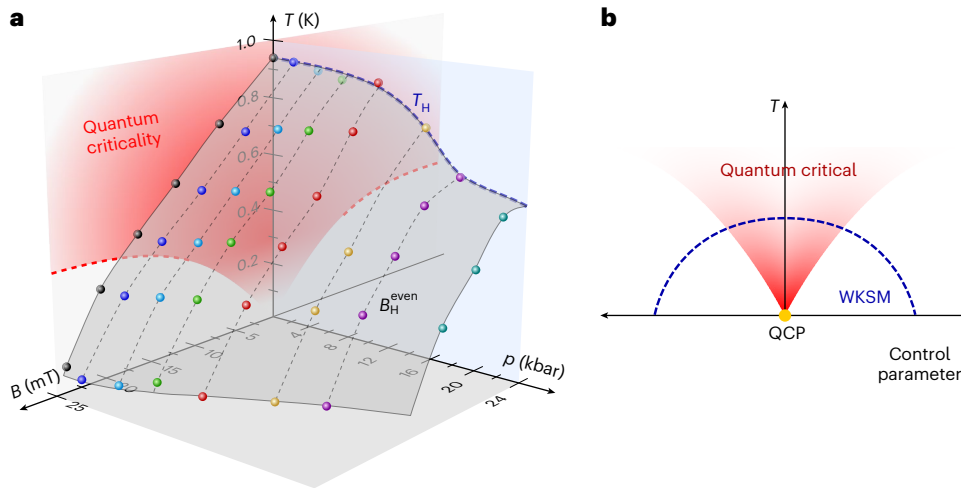 a
T (K)
1.0
0.8
0.6
0.4
0.2
T_H
Quantum
criticality
B_H^even
5
10
15
20
25
B (mT)
4
8
12
16
20
24
p (kbar)
b
T
Quantum critical
WKSM
QCP
Control
parameter